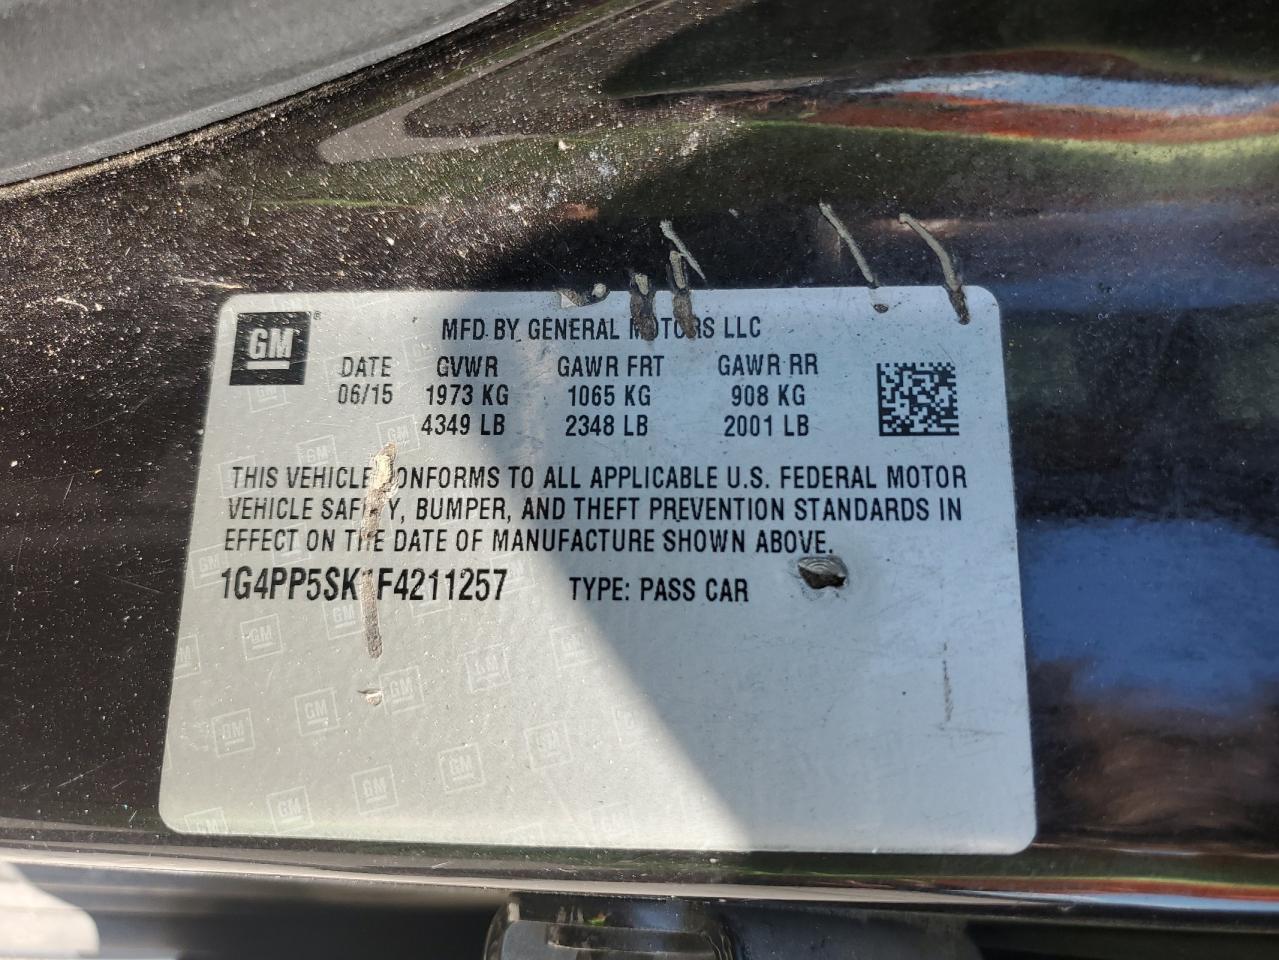 GM®
MFD BY GENERAL MOTORS LLC
DATE GVWR GAWR FRT GAWR RR
06/15 1973 KG 1065 KG 908 KG
4349 LB 2348 LB 2001 LB
THIS VEHICLE CONFORMS TO ALL APPLICABLE U.S. FEDERAL MOTOR
VEHICLE SAFETY, BUMPER, AND THEFT PREVENTION STANDARDS IN
EFFECT ON THE DATE OF MANUFACTURE SHOWN ABOVE.
1G4PP5SK1F4211257 TYPE: PASS CAR